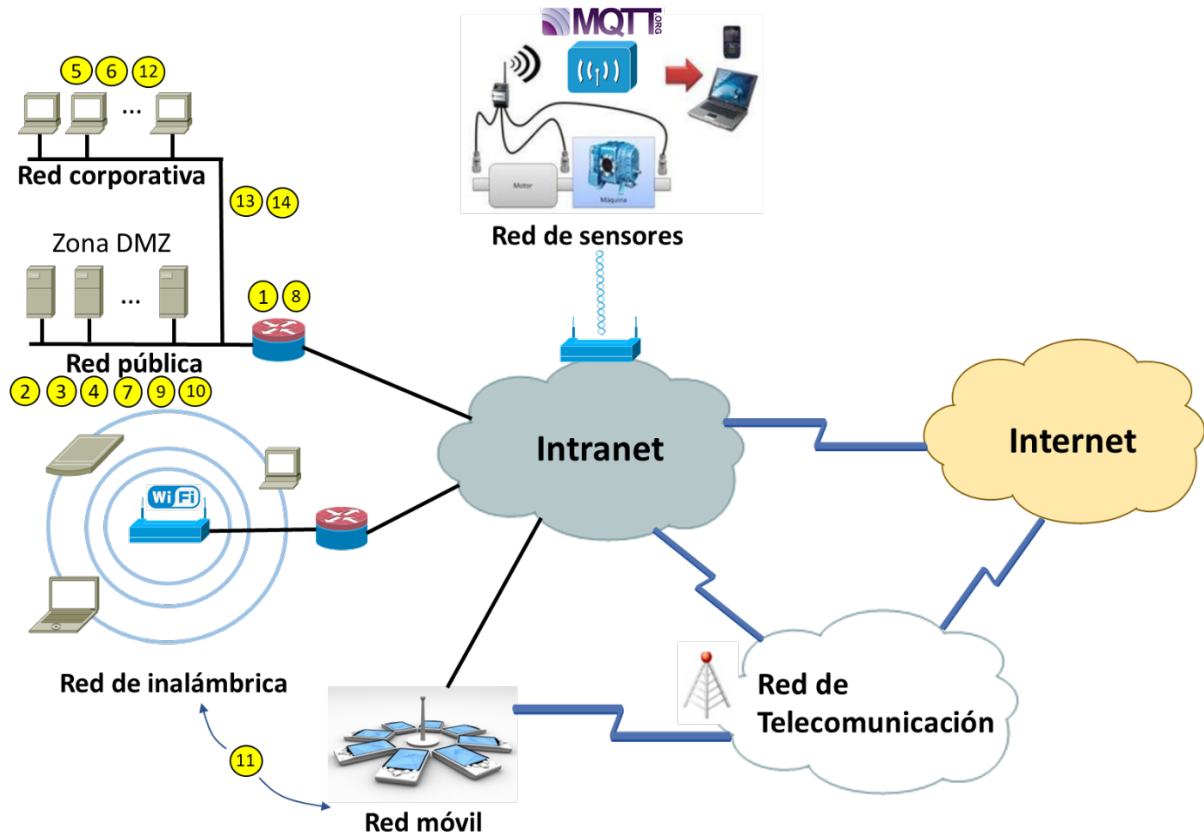 MQTT.ORG
5 6 12
...
Red corporativa
13 14
Zona DMZ
...
1 8
Red pública
2 3 4 7 9 10
Motor
Máquina
Red de sensores
Wi Fi
Intranet
Internet
Red de inalámbrica
11
Red móvil
Red de
Telecomunicación